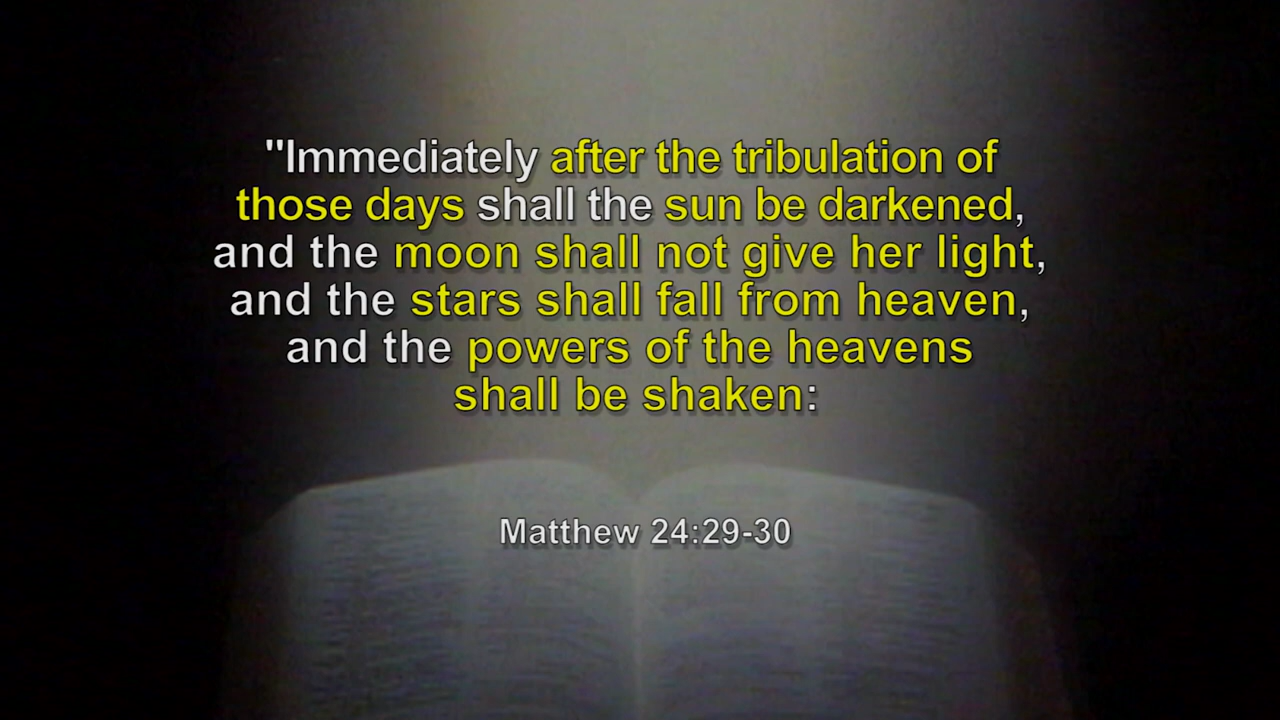 "Immediately after the tribulation of
those days shall the sun be darkened,
and the moon shall not give her light,
and the stars shall fall from heaven,
and the powers of the heavens
shall be shaken:
Matthew 24:29-30